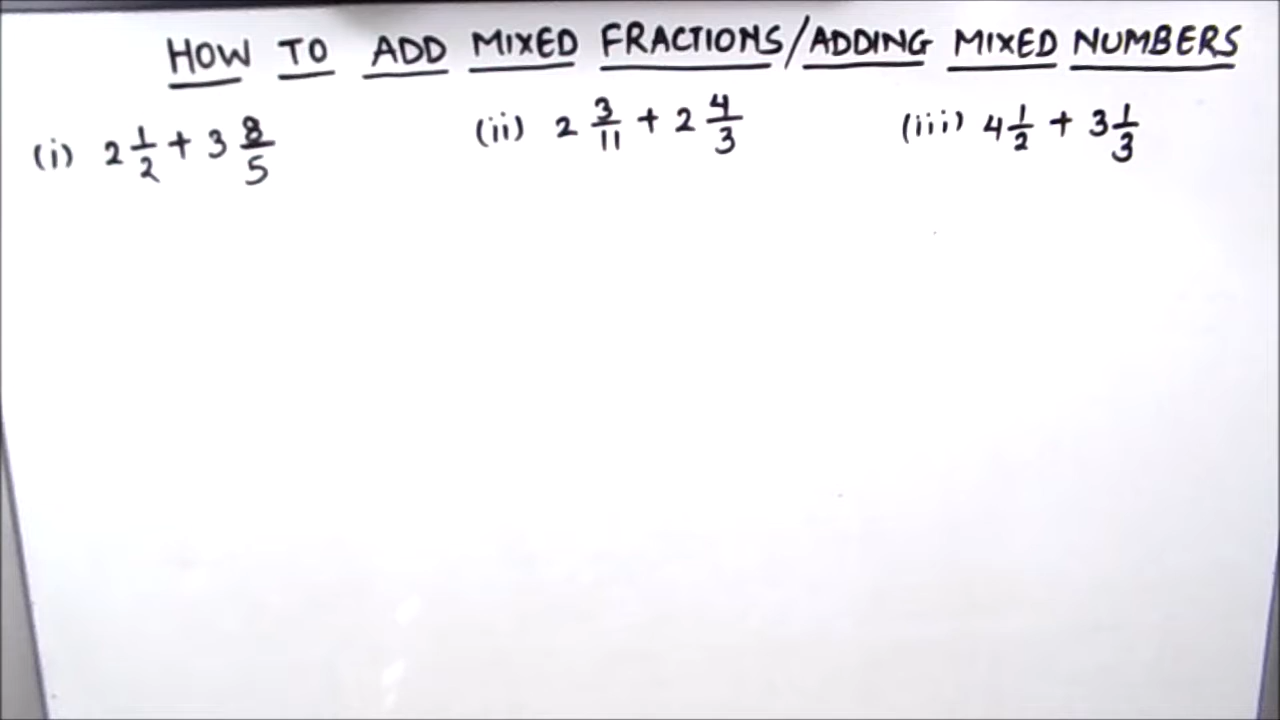 HOW TO ADD MIXED FRACTIONS/ADDING MIXED NUMBERS
(i) 2 1/2 + 3 8/5 (ii) 2 3/11 + 2 4/3 (iii) 4 1/2 + 3 1/3